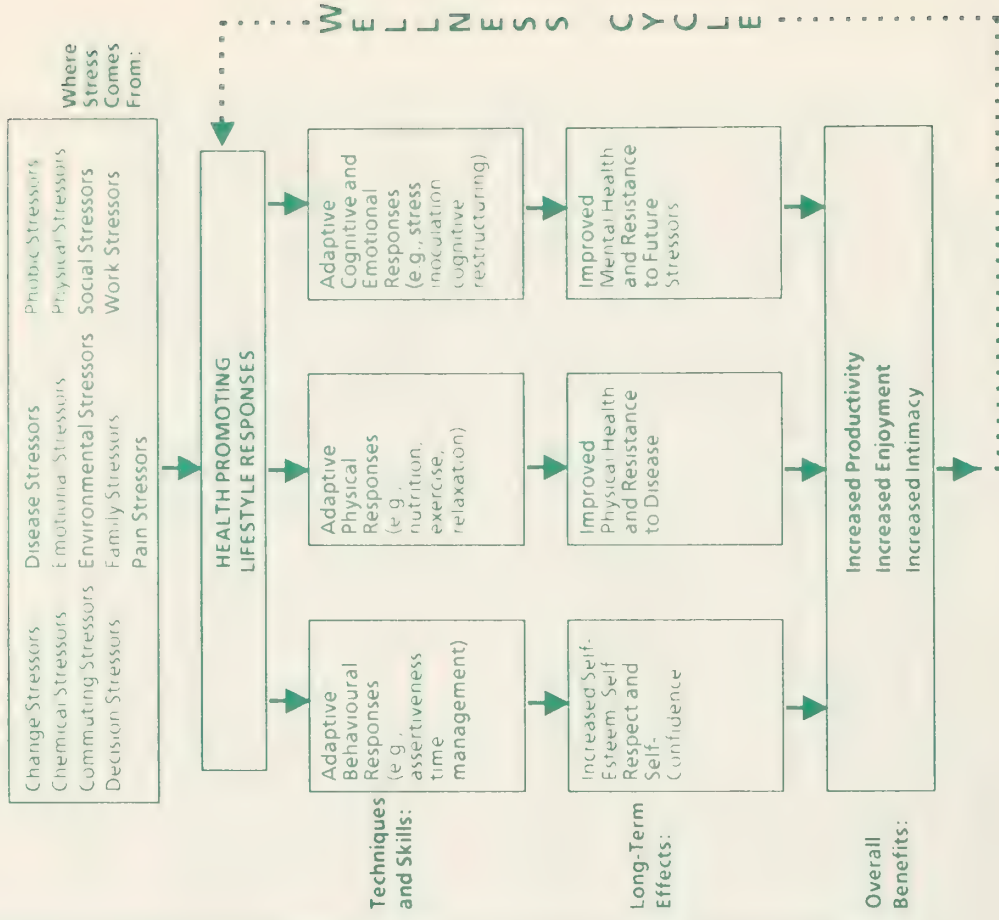 Where
Stress
Comes
From:
Change Stressors
Chemical Stressors
Commuting Stressors
Decision Stressors
Disease Stressors
Emotional Stressors
Environmental Stressors
Family Stressors
Pain Stressors
Phobic Stressors
Physical Stressors
Social Stressors
Work Stressors
HEALTH PROMOTING
LIFESTYLE RESPONSES
Techniques
and Skills:
Adaptive
Behavioural
Responses
(e g ,
assertiveness
time
management)
Adaptive
Physical
Responses
(e g ,
nutrition,
exercise,
relaxation)
Adaptive
Cognitive and
Emotional
Responses
(e g , stress
inoculation
cognitive
restructuring)
Long-Term
Effects:
Increased Self-
Esteem Self
Respect and
Self-
Confidence
Improved
Physical Health
and Resistance
to Disease
Improved
Mental Health
and Resistance
to Future
Stressors
Overall
Benefits:
Increased Productivity
Increased Enjoyment
Increased Intimacy
WELLNESS CYCLE